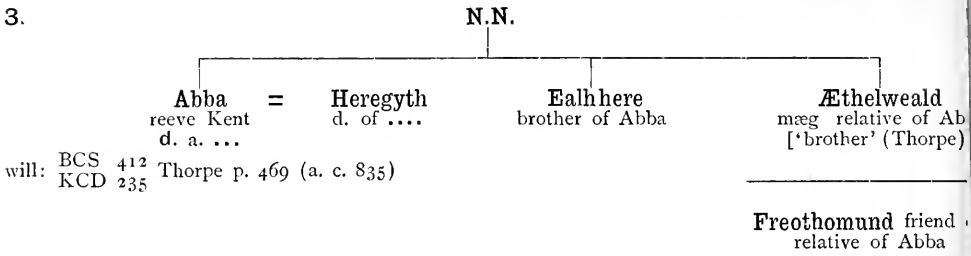 3.
N.N.
Abba = Heregyth Ealhhere Æthelweald
reeve Kent d. of .... brother of Abba mæg relative of Ab
d. a. ... ['brother' (Thorpe)
will: BCS 412
KCD 235 Thorpe p. 469 (a. c. 835)
Freothomund friend
relative of Abba